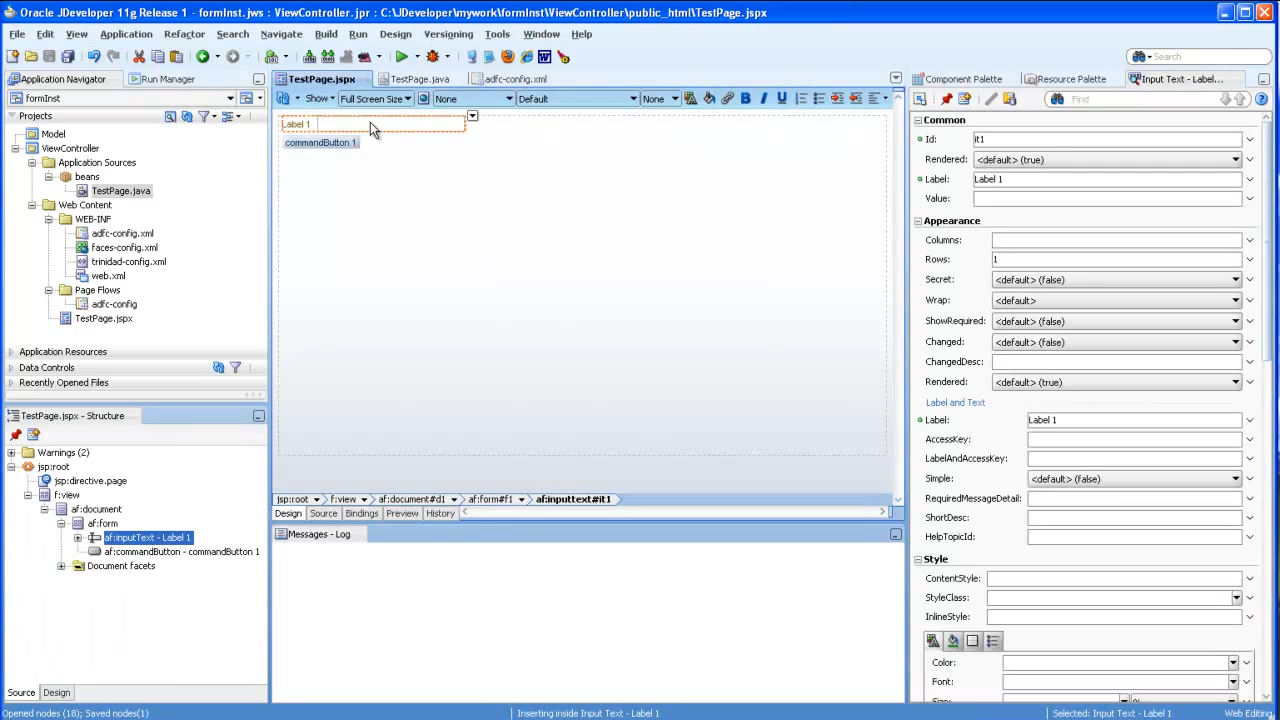 Oracle JDeveloper 11g Release 1 - formInst.jws : ViewController.jpr : C:\JDeveloper\mywork\formInst\ViewController\public_html\TestPage.jspx
File Edit View Application Refactor Search Navigate Build Run Design Versioning Tools Window Help
Search
Application Navigator Run Manager
formInst
Projects
Model
ViewController
Application Sources
beans
TestPage.java
Web Content
WEB-INF
adfc-config.xml
faces-config.xml
trinidad-config.xml
web.xml
Page Flows
adfc-config
TestPage.jspx
Application Resources
Data Controls
Recently Opened Files
TestPage.jspx - Structure
Warnings (2)
jsp:root
jsp:directive.page
f:view
af:document
af:form
af:inputText - Label 1
af:commandButton - commandButton 1
Document facets
Source Design
TestPage.jspx TestPage.java adfc-config.xml
Show Full Screen Size None Default None
Label 1
commandButton 1
jsp:root f:view af:document#d1 af:form#f1 af:inputtext#it1
Design Source Bindings Preview History
Messages - Log
Component Palette Resource Palette Input Text - Label...
Find
Common
Id: it1
Rendered: <default> (true)
Label: Label 1
Value:
Appearance
Columns:
Rows: 1
Secret: <default> (false)
Wrap: <default>
ShowRequired: <default> (false)
Changed: <default> (false)
ChangedDesc:
Rendered: <default> (true)
Label and Text
Label: Label 1
AccessKey:
LabelAndAccessKey:
Simple: <default> (false)
RequiredMessageDetail:
ShortDesc:
HelpTopicId:
Style
ContentStyle:
StyleClass:
InlineStyle:
Color:
Font:
Opened nodes (18); Saved nodes(1) Inserting inside Input Text - Label 1 Selected: Input Text - Label 1 Web Editing